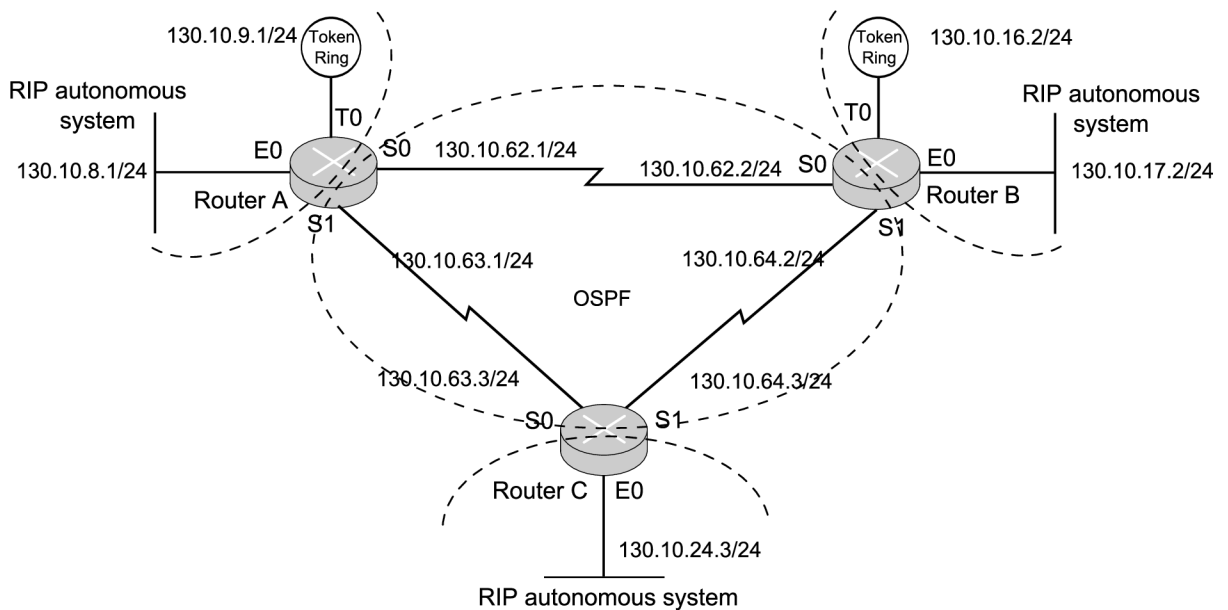 130.10.9.1/24
Token
Ring
Token
Ring
130.10.16.2/24
RIP autonomous
system
T0
T0
RIP autonomous
system
E0
S0
130.10.62.1/24
130.10.62.2/24
S0
E0
130.10.8.1/24
130.10.17.2/24
Router A
Router B
S1
S1
130.10.63.1/24
130.10.64.2/24
OSPF
130.10.63.3/24
130.10.64.3/24
S0
S1
Router C
E0
130.10.24.3/24
RIP autonomous system